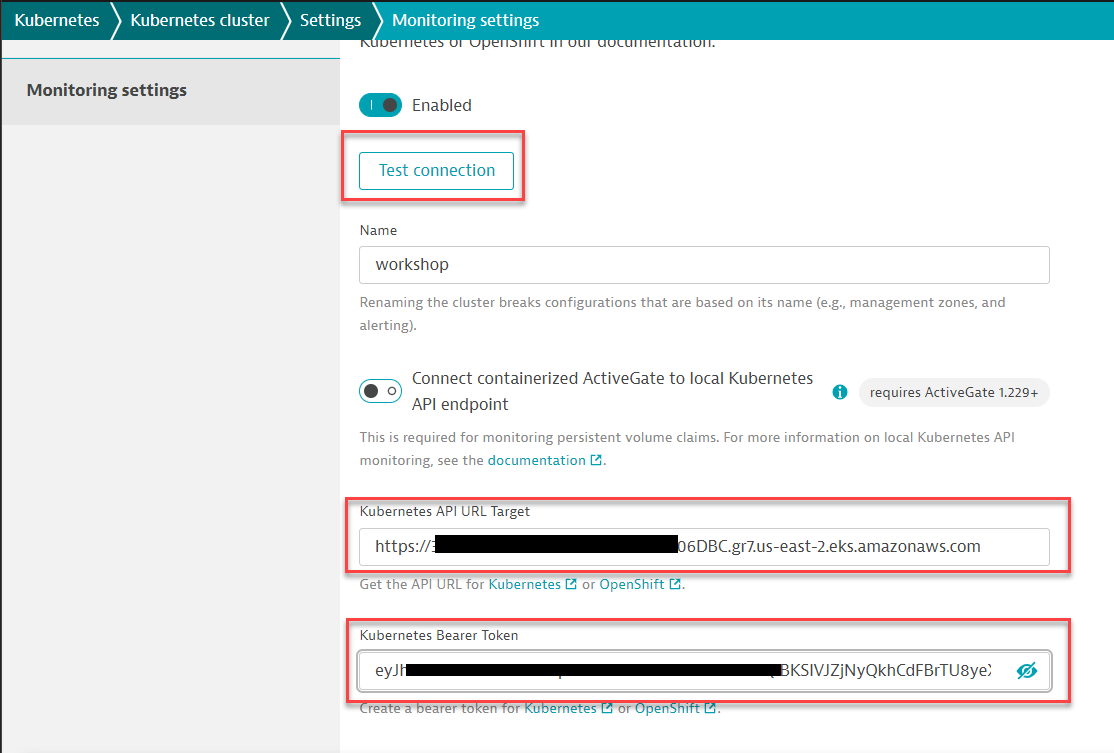 Kubernetes Kubernetes cluster Settings Monitoring settings
Kubernetes or OpenShift in our documentation.
Monitoring settings
Enabled
Test connection
Name
workshop
Renaming the cluster breaks configurations that are based on its name (e.g., management zones, and
alerting).
Connect containerized ActiveGate to local Kubernetes
API endpoint
requires ActiveGate 1.229+
This is required for monitoring persistent volume claims. For more information on local Kubernetes API
monitoring, see the documentation.
Kubernetes API URL Target
https:// 06DBC.gr7.us-east-2.eks.amazonaws.com
Get the API URL for Kubernetes or OpenShift.
Kubernetes Bearer Token
eyJh BKSIVJZjNyQkhCdFBrTU8ye
Create a bearer token for Kubernetes or OpenShift.